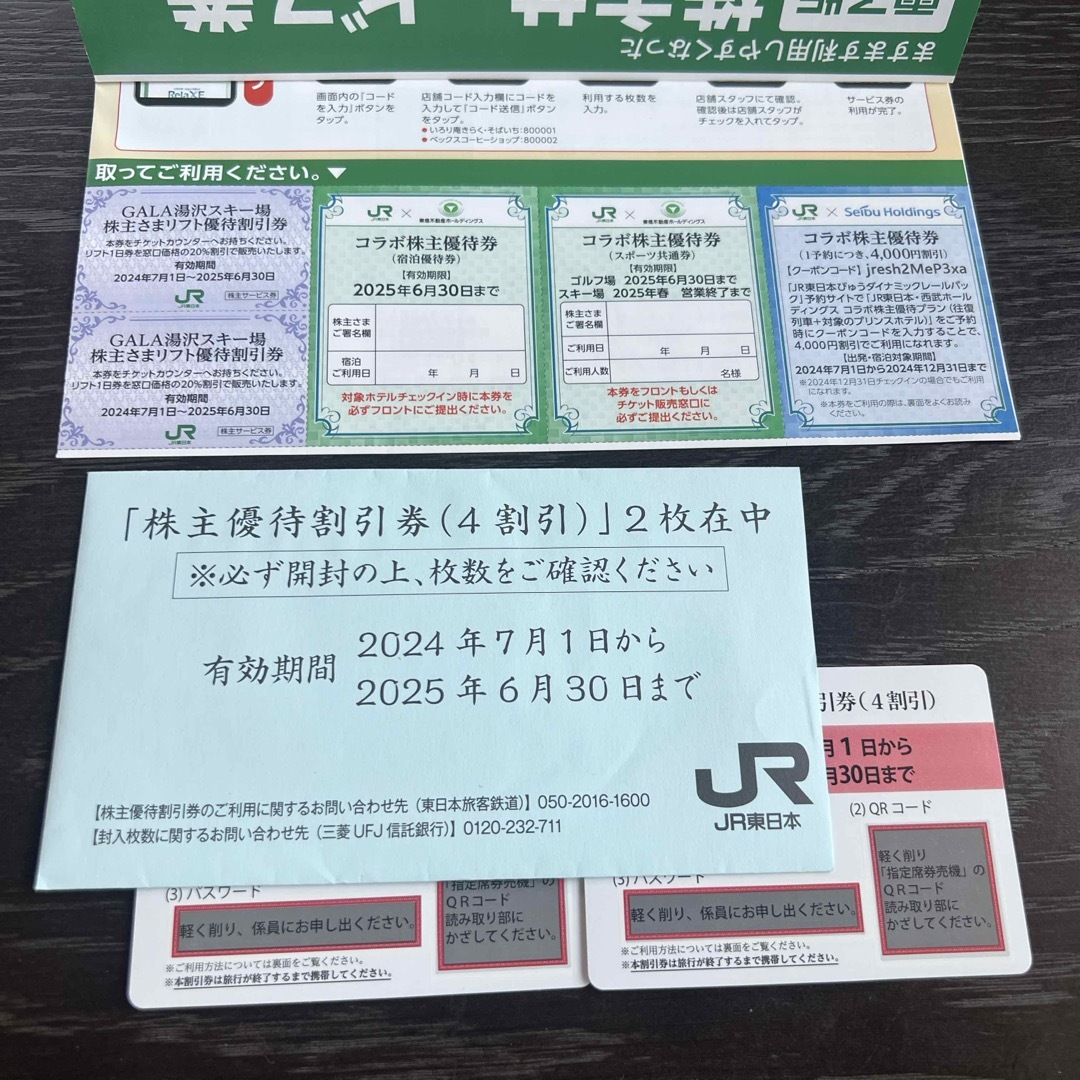 ますます利用しやすくなった
RelaXE
画面内の「コード
を入力」ボタンを
タップ。
店舗コード入力欄にコードを
入力して「コード送信」ボタン
をタップ。
●いろり庵きらく・そばいち:800001
●ベックスコーヒーショップ:800002
利用する枚数を
入力。
店舗スタッフにて確認。
確認後は店舗スタッフが
チェックを入れてタップ。
サービス券の
利用が完了。
取ってご利用ください。▼
GALA湯沢スキー場
株主さまリフト優待割引券
本券をチケットカウンターへお持ちください。
リフト1日券を窓口価格の20%割引で販売いたします。
有効期間
2024年7月1日~2025年6月30日
JR東日本
株主サービス券
GALA湯沢スキー場
株主さまリフト優待割引券
本券をチケットカウンターへお持ちください。
リフト1日券を窓口価格の20%割引で販売いたします。
有効期間
2024年7月1日~2025年6月30日
JR東日本
株主サービス券
JR東日本 × 東急不動産ホールディングス
コラボ株主優待券
(宿泊優待券)
【有効期限】
2025年6月30日まで
株主さま
ご署名欄
宿泊
ご利用日
年 月 日
対象ホテルチェックイン時に本券を
必ずフロントにご提出ください。
JR東日本 × 東急不動産ホールディングス
コラボ株主優待券
(スポーツ共通券)
【有効期限】
ゴルフ場 2025年6月30日まで
スキー場 2025年春 営業終了まで
株主さま
ご署名欄
ご利用日
年 月 日
ご利用人数
名様
本券をフロントもしくは
チケット販売窓口に
必ずご提出ください。
JR東日本 × Seibu Holdings
コラボ株主優待券
(1予約につき、4,000円割引)
【クーポンコード】jresh2MeP3xa
「JR東日本びゅうダイナミックレールパッ
ク」予約サイトで「JR東日本・西武ホール
ディングス コラボ株主優待プラン(往復
列車+対象のプリンスホテル)」をご予約
時にクーポンコードを入力することで、
4,000円割引でご利用になれます。
【出発・宿泊対象期間】
2024年7月1日から2024年12月31日まで
※2024年12月31日チェックインの場合でもご利用
になれます。
※本券をご利用の際は、裏面をよくお読み
ください。
「株主優待割引券(4割引)」2枚在中
※必ず開封の上、枚数をご確認ください
有効期間
2024年7月1日から
2025年6月30日まで
JR東日本
【株主優待割引券のご利用に関するお問い合わせ先(東日本旅客鉄道)】050-2016-1600
【封入枚数に関するお問い合わせ先(三菱UFJ信託銀行)】0120-232-711
引券(4割引)
月1日から
月30日まで
(2) QRコード
軽く削り
「指定席券売機」の
QRコード
読み取り部に
かざしてください。
(3) パスワード
軽く削り、係員にお申し出ください。
※ご利用方法については裏面をご覧ください。
※本割引券は旅行が終了するまで携帯してください。
(3) パスワード
軽く削り、係員にお申し出ください。
「指定席券売機」の
QRコード
読み取り部に
かざしてください。
※ご利用方法については裏面をご覧ください。
※本割引券は旅行が終了するまで携帯してください。